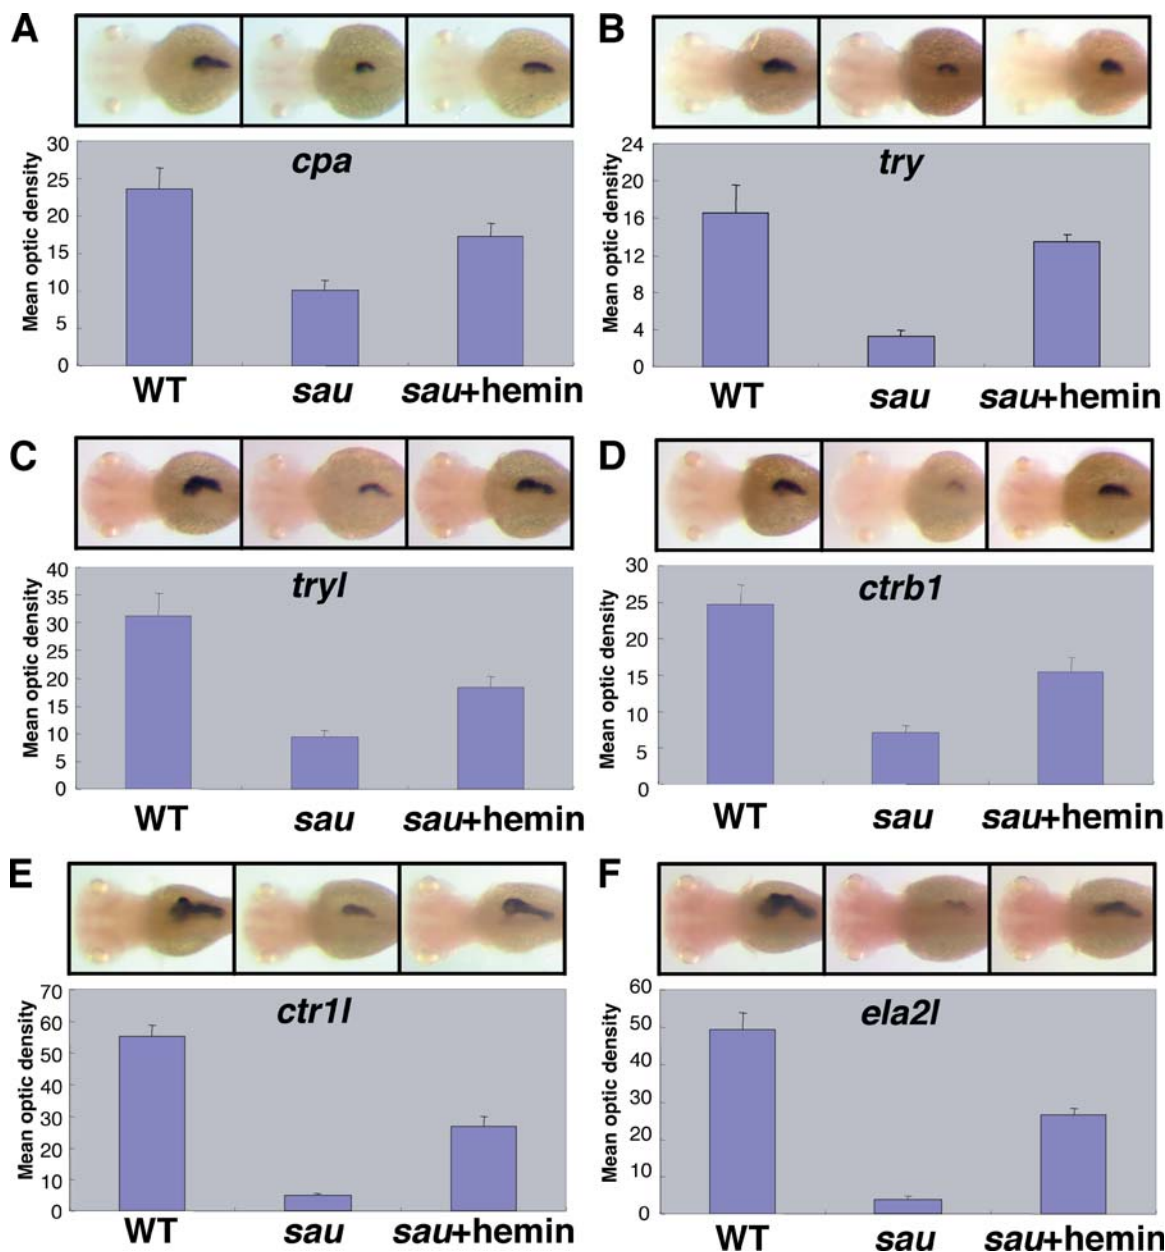 A
Mean optic density
30
25
20
15
10
5
0
cpa
WT
sau
sau+hemin
B
Mean optic density
24
20
16
12
8
4
0
try
WT
sau
sau+hemin
C
Mean optic density
40
35
30
25
20
15
10
5
0
tryl
WT
sau
sau+hemin
D
Mean optic density
30
25
20
15
10
5
0
ctrb1
WT
sau
sau+hemin
E
Mean optic density
70
60
50
40
30
20
10
0
ctr1l
WT
sau
sau+hemin
F
Mean optic density
60
50
40
30
20
10
0
ela2l
WT
sau
sau+hemin